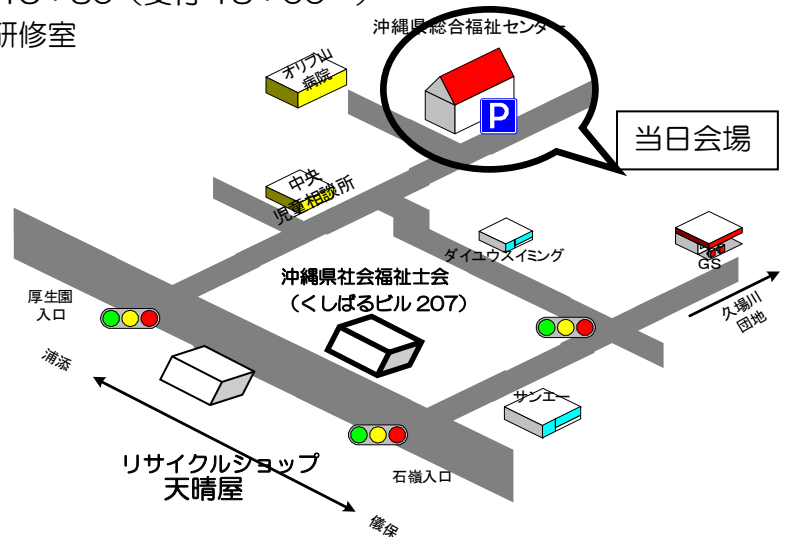 研修室
沖縄県総合福祉センター
オリブ山
病院
P
当日会場
中央
児童相談所
ダイユウスイミング
GS
沖縄県社会福祉士会
（くしばるビル 207）
厚生園
入口
久場川
団地
浦添
サンエー
リサイクルショップ
天晴屋
石嶺入口
儀保